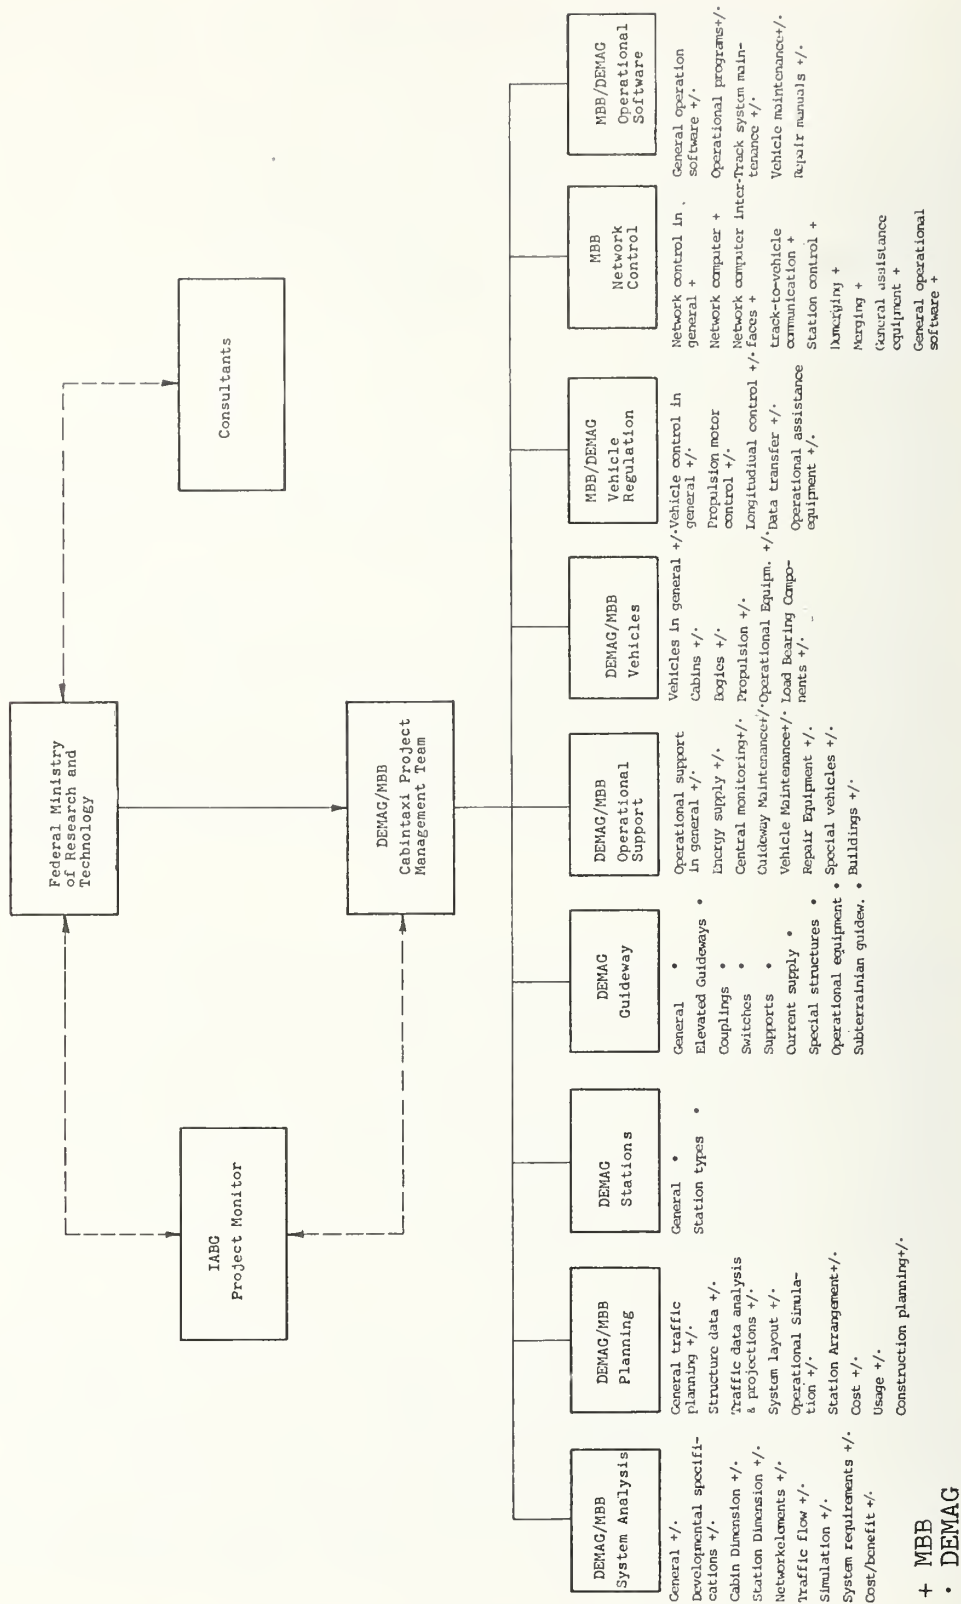 Federal Ministry
of Research and
Technology
IABG
Project Monitor
Consultants
DEMAG/MBB
Cabintaxi Project
Management Team
DEMAG/MBB
System Analysis
General +/·
Developmental specifi-
cations +/·
Cabin Dimension +/·
Station Dimension +/·
Networkelements +/·
Traffic flow +/·
Simulation +/·
System requirements +/·
Cost/benefit +/·
DEMAG/MBB
Planning
General traffic
planning +/·
Structure data +/·
Traffic data analysis
& projections +/·
System layout +/·
Operational Simula-
tion +/·
Station Arrangement+/·
Cost +/·
Usage +/·
Construction planning+/·
DEMAG
Stations
General •
Station types •
DEMAG
Guideway
General •
Elevated Guideways •
Couplings •
Switches •
Supports •
Current supply •
Special structures •
Operational equipment •
Subterrainian guidew. •
DEMAG/MBB
Operational
Support
Operational support
in general +/·
Energy supply +/·
Central monitoring+/·
Guideway Maintenance+/·
Vehicle Maintenance+/·
Repair Equipment +/·
Special vehicles +/·
Buildings +/·
DEMAG/MBB
Vehicles
Vehicles in general +/·
Cabins +/·
Bogies +/·
Propulsion +/·
Operational Equipm. +/·
Load Bearing Compo-
nents +/·
MBB/DEMAG
Vehicle
Regulation
Vehicle control in
general +/·
Propulsion motor
control +/·
Longitudiual control +/·
Data transfer +/·
Operational assistance
equipment +/·
MBB
Network
Control
Network control in
general +
Network computer +
Network computer inter-
faces +
track-to-vehicle
communication +
Station control +
Demerging +
Merging +
General assistance
equipment +
General operational
software +
MBB/DEMAG
Operational
Software
General operation
software +/·
Operational programs+/·
Track system main-
tenance +/·
Vehicle maintenance+/·
Repair manuals +/·
+ MBB
· DEMAG